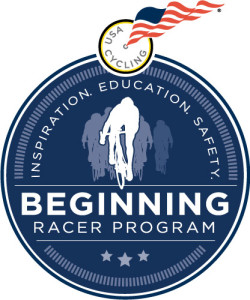 USA
CYCLING
®
INSPIRATION. EDUCATION. SAFETY.
BEGINNING
RACER PROGRAM